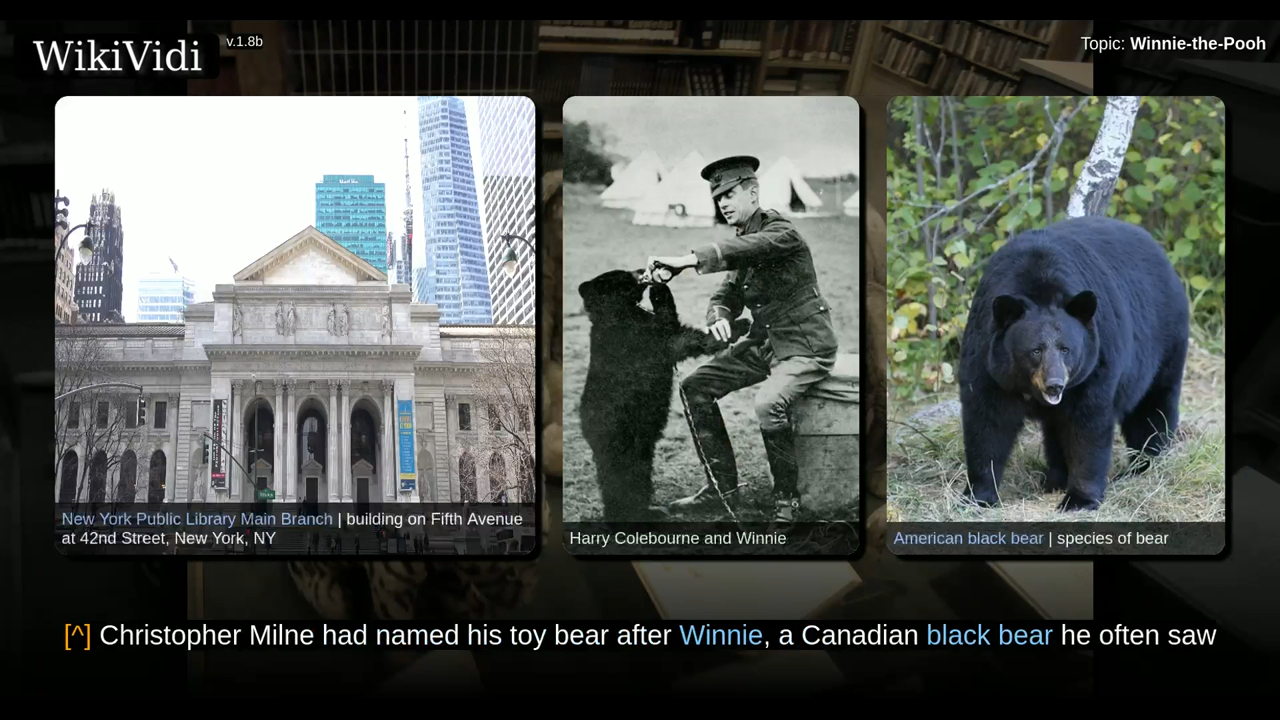 WikiVidi
v.1.8b
Topic: Winnie-the-Pooh
New York Public Library Main Branch | building on Fifth Avenue
at 42nd Street, New York, NY
Harry Colebourne and Winnie
American black bear | species of bear
[^] Christopher Milne had named his toy bear after Winnie, a Canadian black bear he often saw